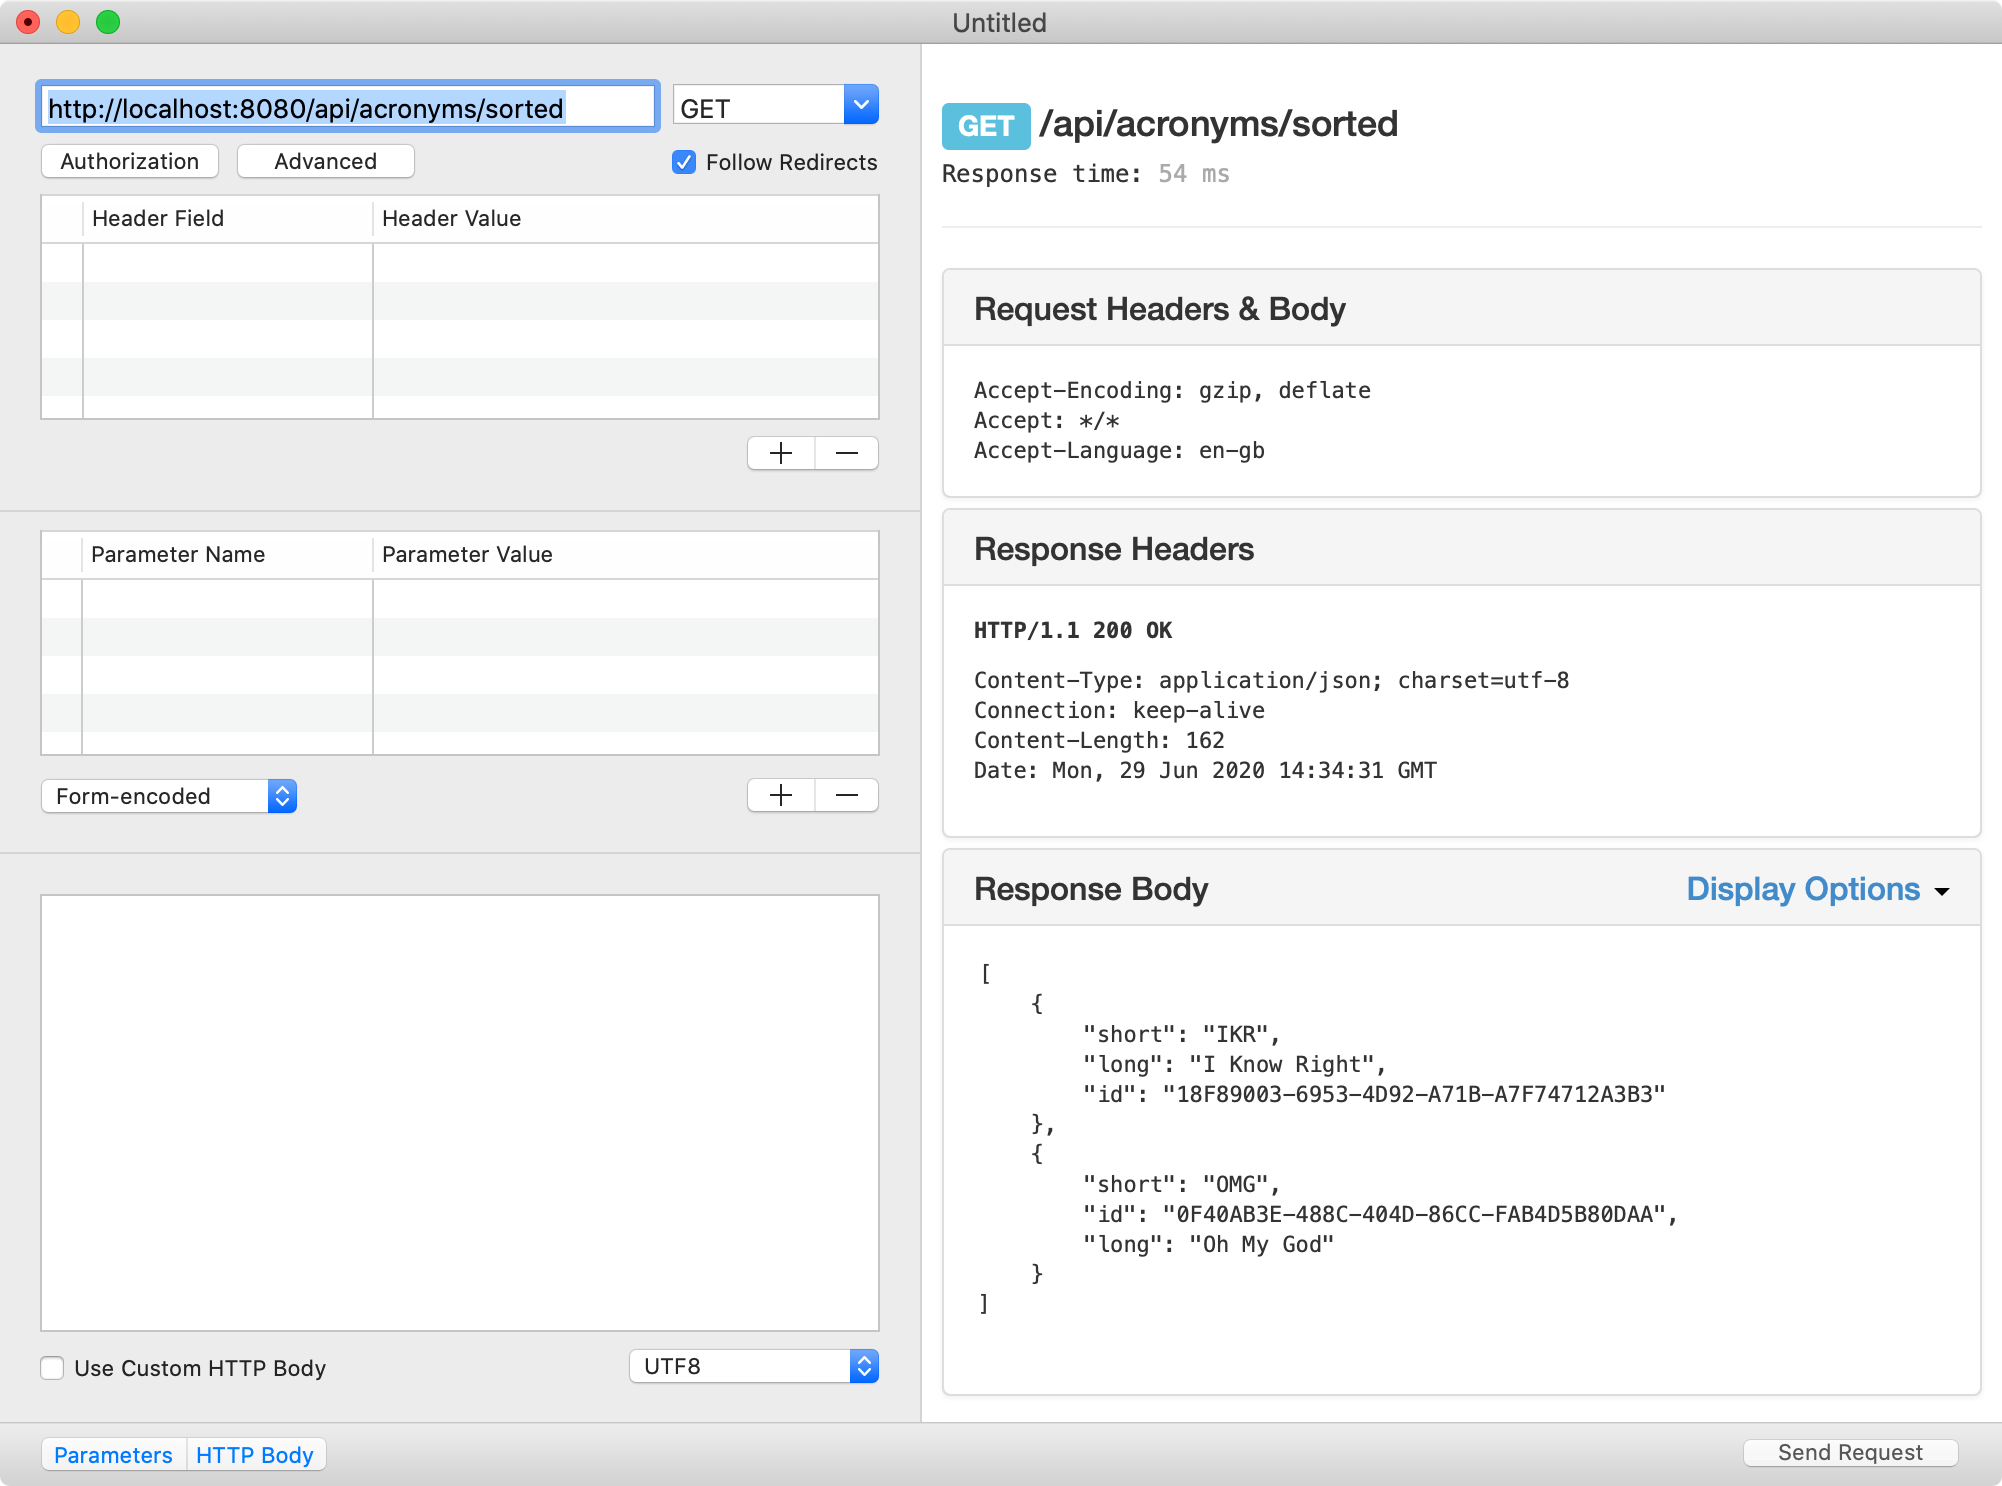 Untitled
http://localhost:8080/api/acronyms/sorted
GET
Authorization
Advanced
Follow Redirects
Header Field
Header Value
Parameter Name
Parameter Value
Form-encoded
Use Custom HTTP Body
UTF8
Parameters
HTTP Body
GET /api/acronyms/sorted
Response time: 54 ms
Request Headers & Body
Accept-Encoding: gzip, deflate
Accept: */*
Accept-Language: en-gb
Response Headers
HTTP/1.1 200 OK
Content-Type: application/json; charset=utf-8
Connection: keep-alive
Content-Length: 162
Date: Mon, 29 Jun 2020 14:34:31 GMT
Response Body
Display Options
[
    {
        "short": "IKR",
        "long": "I Know Right",
        "id": "18F89003-6953-4D92-A71B-A7F74712A3B3"
    },
    {
        "short": "OMG",
        "id": "0F40AB3E-488C-404D-86CC-FAB4D5B80DAA",
        "long": "Oh My God"
    }
]
Send Request